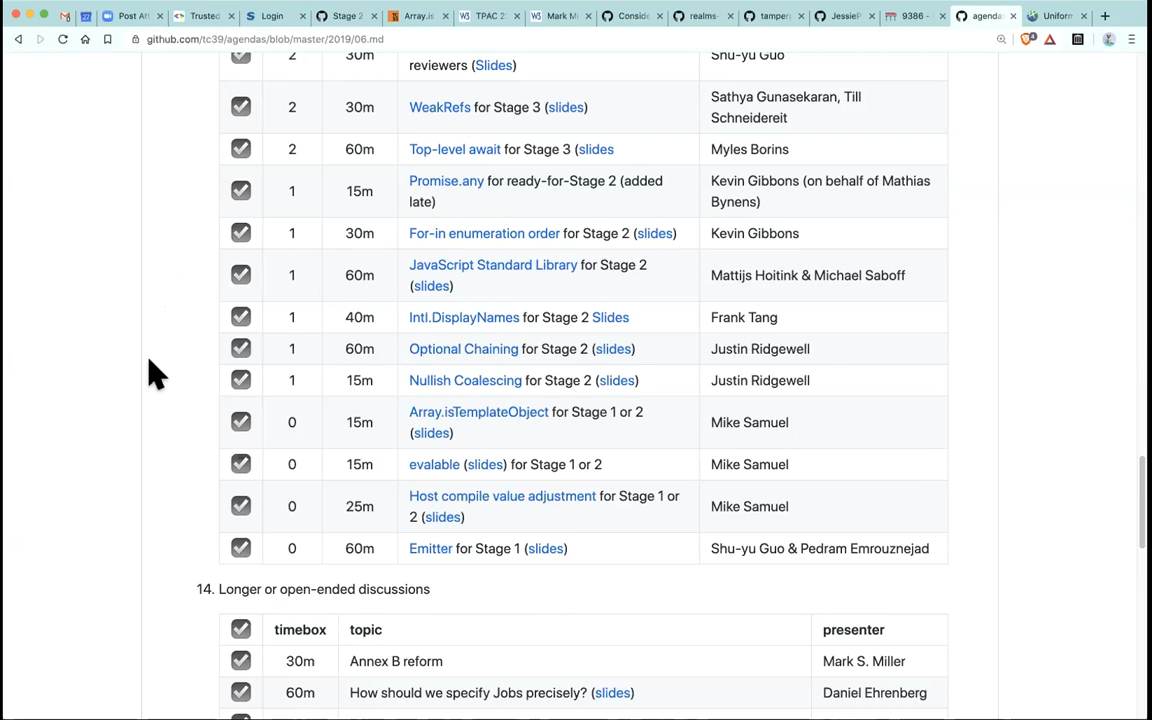 Post At
Trusted
Login
Stage 2
Array.is
TPAC 2
Mark Mi
Conside
realms-
tamper
JessieP
9386 -
agenda
Uniform
github.com/tc39/agendas/blob/master/2019/06.md
2 30m reviewers (Slides) Shu-yu Guo
2 30m WeakRefs for Stage 3 (slides) Sathya Gunasekaran, Till
Schneidereit
2 60m Top-level await for Stage 3 (slides Myles Borins
1 15m Promise.any for ready-for-Stage 2 (added
late) Kevin Gibbons (on behalf of Mathias
Bynens)
1 30m For-in enumeration order for Stage 2 (slides) Kevin Gibbons
1 60m JavaScript Standard Library for Stage 2
(slides) Mattijs Hoitink & Michael Saboff
1 40m Intl.DisplayNames for Stage 2 Slides Frank Tang
1 60m Optional Chaining for Stage 2 (slides) Justin Ridgewell
1 15m Nullish Coalescing for Stage 2 (slides) Justin Ridgewell
0 15m Array.isTemplateObject for Stage 1 or 2
(slides) Mike Samuel
0 15m evalable (slides) for Stage 1 or 2 Mike Samuel
0 25m Host compile value adjustment for Stage 1 or
2 (slides) Mike Samuel
0 60m Emitter for Stage 1 (slides) Shu-yu Guo & Pedram Emrouznejad
14. Longer or open-ended discussions
timebox topic presenter
30m Annex B reform Mark S. Miller
60m How should we specify Jobs precisely? (slides) Daniel Ehrenberg